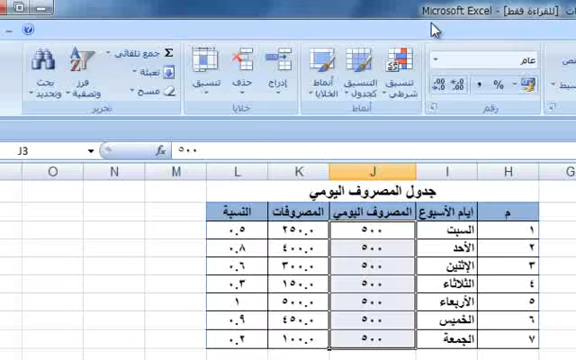 [للقراءة فقط] - Microsoft Excel
عام
% ,
شرطي
التنسيق كجدول
أنماط الخلايا
أنماط
رقم
إدراج
حذف
تنسيق
خلايا
Σ جمع تلقائي
تعبئة
مسح
فرز وتصفية
بحث وتحديد
تحرير
J3 fx ٥٠٠
G H I J K L M N O
جدول المصروف اليومي
م ايام الأسبوع المصروف اليومي المصروفات النسبة
١ السبت ٥٠٠ ٢٥٠.٠ ٠.٥
٢ الأحد ٥٠٠ ٤٠٠.٠ ٠.٨
٣ الإثنين ٥٠٠ ٣٠٠.٠ ٠.٦
٤ الثلاثاء ٥٠٠ ١٥٠.٠ ٠.٣
٥ الأربعاء ٥٠٠ ٥٠٠.٠ ١
٦ الخميس ٥٠٠ ٤٥٠.٠ ٠.٩
٧ الجمعة ٥٠٠ ١٠٠.٠ ٠.٢